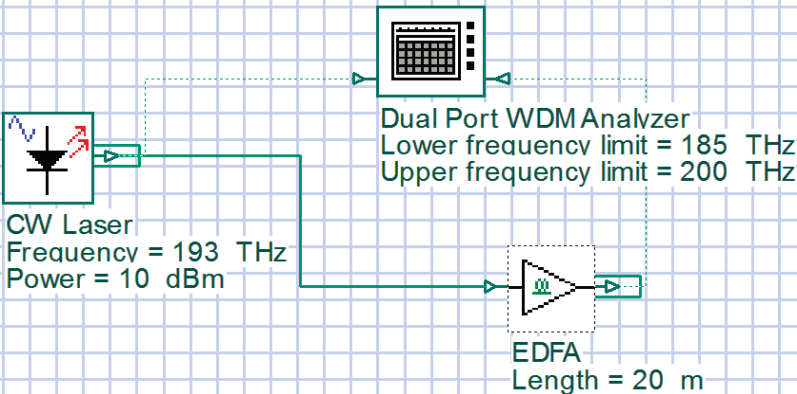 Dual Port WDM Analyzer
Lower frequency limit = 185 THz
Upper frequency limit = 200 THz
CW Laser
Frequency = 193 THz
Power = 10 dBm
EDFA
Length = 20 m